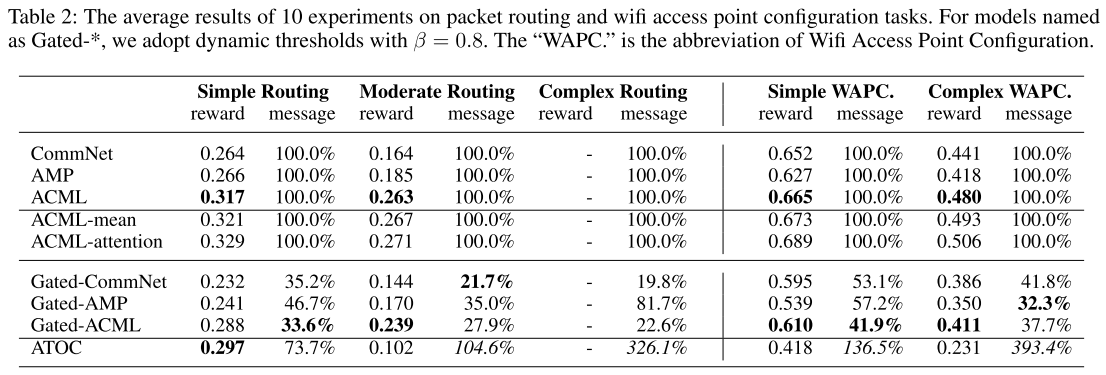 Table 2: The average results of 10 experiments on packet routing and wifi access point configuration tasks. For models named
as Gated-*, we adopt dynamic thresholds with β = 0.8. The “WAPC.” is the abbreviation of Wifi Access Point Configuration.
Simple Routing Moderate Routing Complex Routing Simple WAPC. Complex WAPC.
reward message reward message reward message reward message reward message
CommNet 0.264 100.0% 0.164 100.0% - 100.0% 0.652 100.0% 0.441 100.0%
AMP 0.266 100.0% 0.185 100.0% - 100.0% 0.627 100.0% 0.418 100.0%
ACML 0.317 100.0% 0.263 100.0% - 100.0% 0.665 100.0% 0.480 100.0%
ACML-mean 0.321 100.0% 0.267 100.0% - 100.0% 0.673 100.0% 0.493 100.0%
ACML-attention 0.329 100.0% 0.271 100.0% - 100.0% 0.689 100.0% 0.506 100.0%
Gated-CommNet 0.232 35.2% 0.144 21.7% - 19.8% 0.595 53.1% 0.386 41.8%
Gated-AMP 0.241 46.7% 0.170 35.0% - 81.7% 0.539 57.2% 0.350 32.3%
Gated-ACML 0.288 33.6% 0.239 27.9% - 22.6% 0.610 41.9% 0.411 37.7%
ATOC 0.297 73.7% 0.102 104.6% - 326.1% 0.418 136.5% 0.231 393.4%